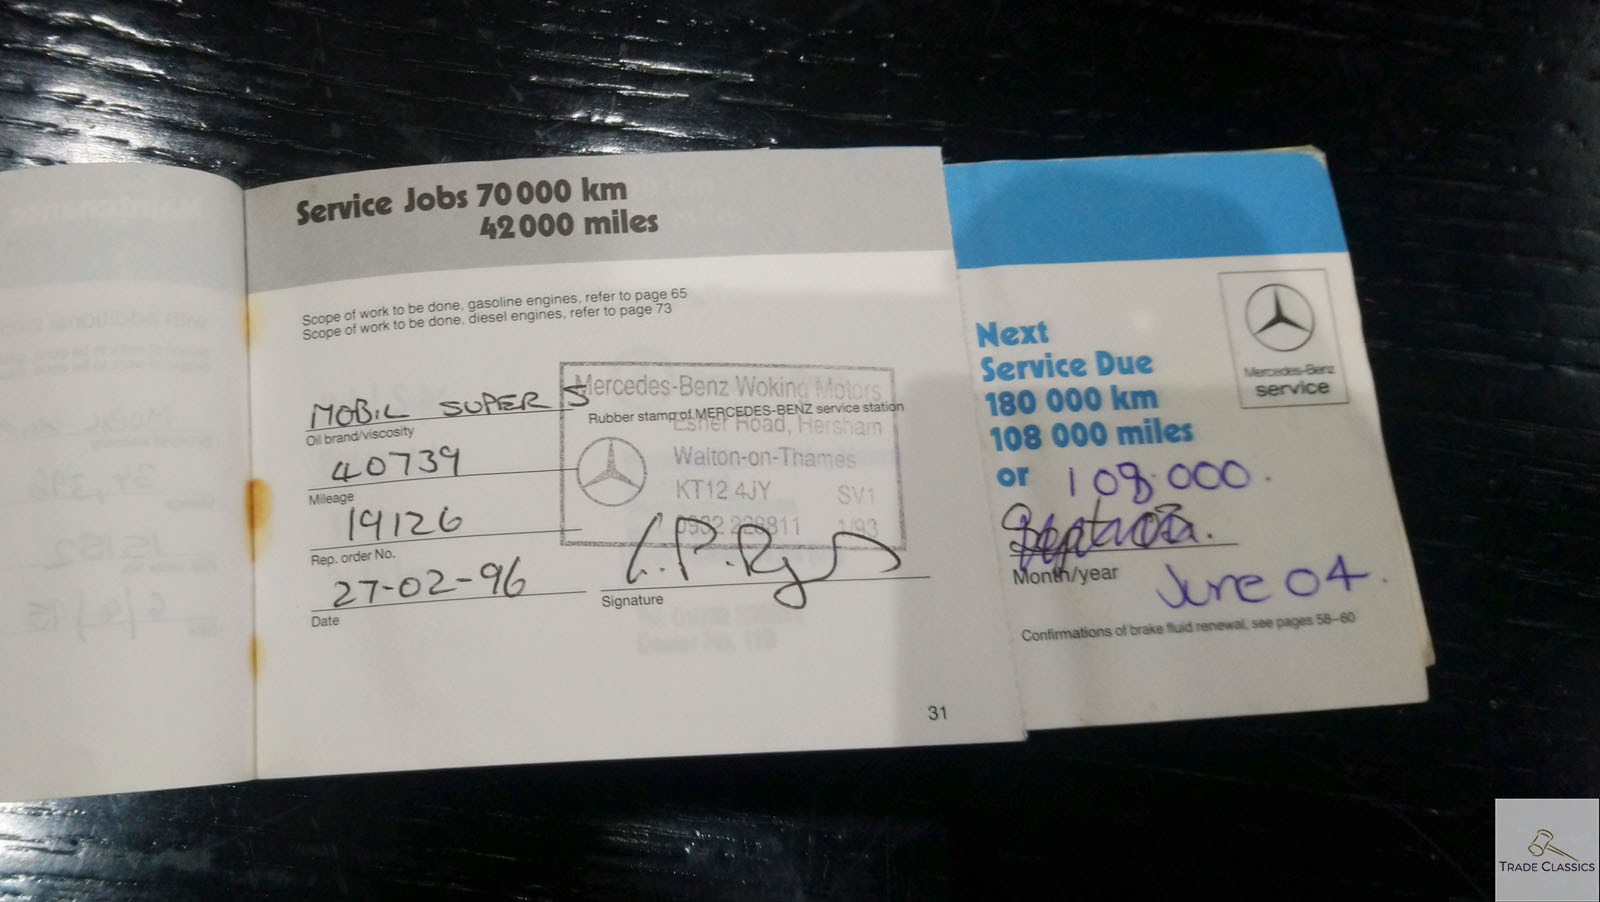 Service Jobs 70 000 km
42 000 miles
Scope of work to be done, gasoline engines, refer to page 65
Scope of work to be done, diesel engines, refer to page 73
MOBIL SUPER S
Oil brand/viscosity
40739
Mileage
19126
Rep. order No.
27-02-96
Date
Mercedes-Benz Woking Motors
Rubber stamp of MERCEDES-BENZ service station
Esher Road, Hersham
Walton-on-Thames
KT12 4JY SV1
0932 228811 1/93
Signature
31
Next
Service Due
180 000 km
108 000 miles
or 108.000.
Month/year
June 04.
Confirmations of brake fluid renewal, see pages 58–60
Mercedes-Benz
service
TRADE CLASSICS